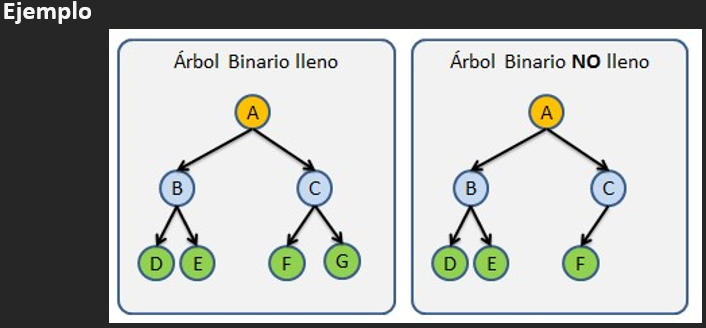 Ejemplo
Árbol Binario lleno
A
B C
D E F G
Árbol Binario NO lleno
A
B C
D E F